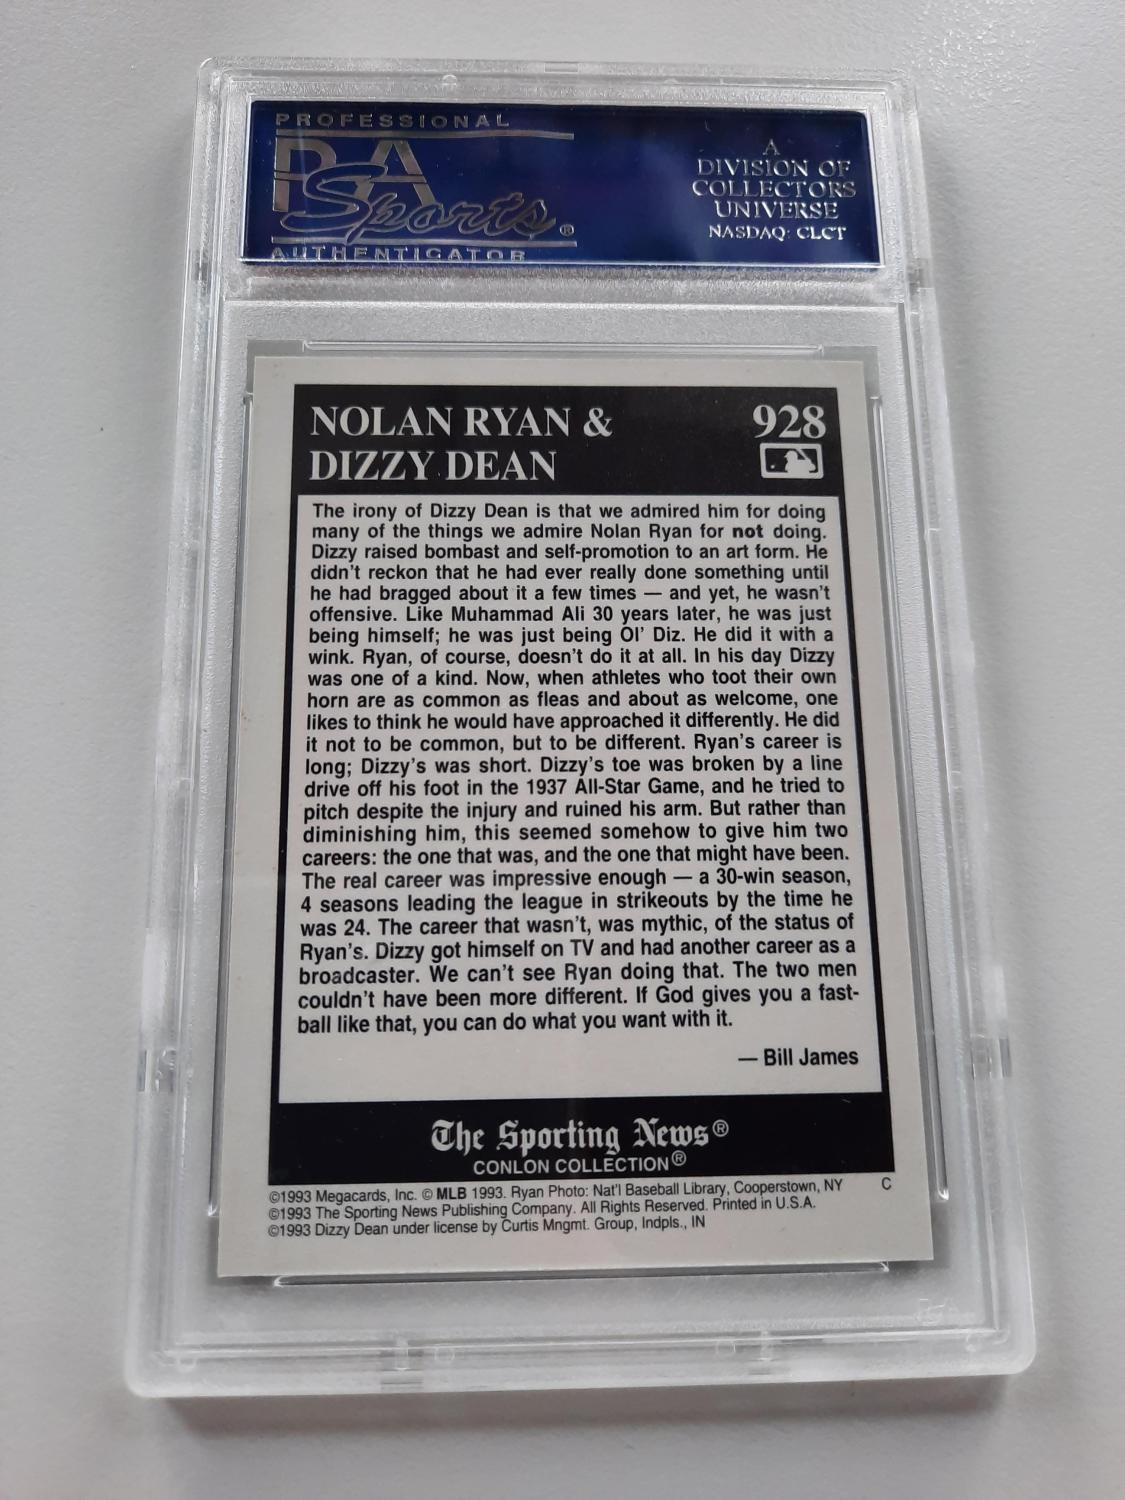 PROFESSIONAL
PSA
Sports®
AUTHENTICATOR
A
DIVISION OF
COLLECTORS
UNIVERSE
NASDAQ: CLCT
NOLAN RYAN &
DIZZY DEAN
928
The irony of Dizzy Dean is that we admired him for doing
many of the things we admire Nolan Ryan for not doing.
Dizzy raised bombast and self-promotion to an art form. He
didn't reckon that he had ever really done something until
he had bragged about it a few times — and yet, he wasn't
offensive. Like Muhammad Ali 30 years later, he was just
being himself; he was just being Ol' Diz. He did it with a
wink. Ryan, of course, doesn't do it at all. In his day Dizzy
was one of a kind. Now, when athletes who toot their own
horn are as common as fleas and about as welcome, one
likes to think he would have approached it differently. He did
it not to be common, but to be different. Ryan's career is
long; Dizzy's was short. Dizzy's toe was broken by a line
drive off his foot in the 1937 All-Star Game, and he tried to
pitch despite the injury and ruined his arm. But rather than
diminishing him, this seemed somehow to give him two
careers: the one that was, and the one that might have been.
The real career was impressive enough — a 30-win season,
4 seasons leading the league in strikeouts by the time he
was 24. The career that wasn't, was mythic, of the status of
Ryan's. Dizzy got himself on TV and had another career as a
broadcaster. We can't see Ryan doing that. The two men
couldn't have been more different. If God gives you a fast-
ball like that, you can do what you want with it.
— Bill James
The Sporting News®
CONLON COLLECTION®
©1993 Megacards, Inc. © MLB 1993. Ryan Photo: Nat'l Baseball Library, Cooperstown, NY C
©1993 The Sporting News Publishing Company. All Rights Reserved. Printed in U.S.A.
©1993 Dizzy Dean under license by Curtis Mngmt. Group, Indpls., IN